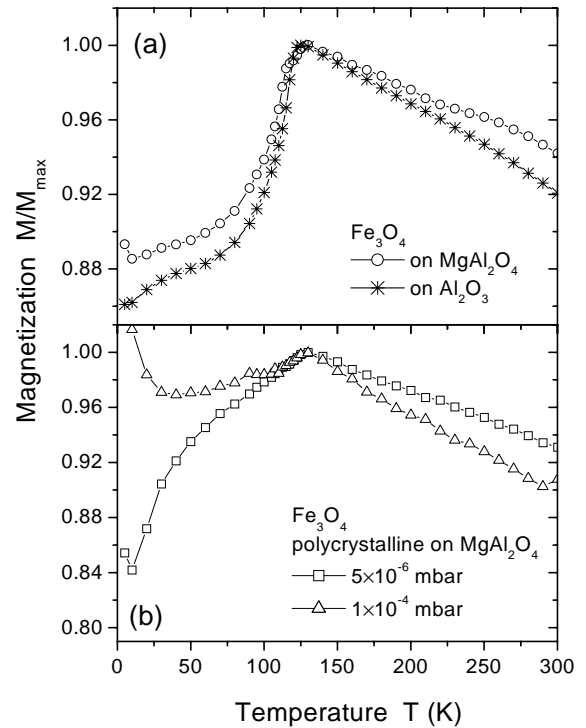 (a)
1.00
0.96
0.92
0.88
Fe₃O₄
on MgAl₂O₄
on Al₂O₃
Magnetization M/M_max
1.00
0.96
0.92
0.88
0.84
0.80
Fe₃O₄
polycrystalline on MgAl₂O₄
5×10⁻⁶ mbar
1×10⁻⁴ mbar
(b)
0 50 100 150 200 250 300
Temperature T (K)